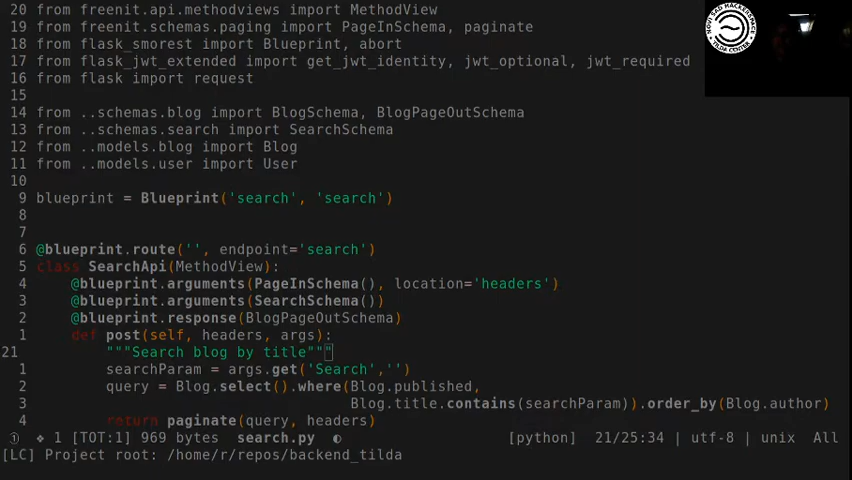 20 from freenit.api.methodviews import MethodView
19 from freenit.schemas.paging import PageInSchema, paginate
18 from flask_smorest import Blueprint, abort
17 from flask_jwt_extended import get_jwt_identity, jwt_optional, jwt_required
16 from flask import request
15
14 from ..schemas.blog import BlogSchema, BlogPageOutSchema
13 from ..schemas.search import SearchSchema
12 from ..models.blog import Blog
11 from ..models.user import User
10
9 blueprint = Blueprint('search', 'search')
8
7
6 @blueprint.route('', endpoint='search')
5 class SearchApi(MethodView):
4 @blueprint.arguments(PageInSchema(), location='headers')
3 @blueprint.arguments(SearchSchema())
2 @blueprint.response(BlogPageOutSchema)
1 def post(self, headers, args):
21 """Search blog by title"""
1 searchParam = args.get('Search','')
2 query = Blog.select().where(Blog.published,
3 Blog.title.contains(searchParam)).order_by(Blog.author)
4 return paginate(query, headers)
① ❖ 1 [TOT:1] 969 bytes search.py ◐ [python] 21/25:34 | utf-8 | unix All
[LC] Project root: /home/r/repos/backend_tilda
NOVI SAD HACKERSPACE
TILDA CENTER